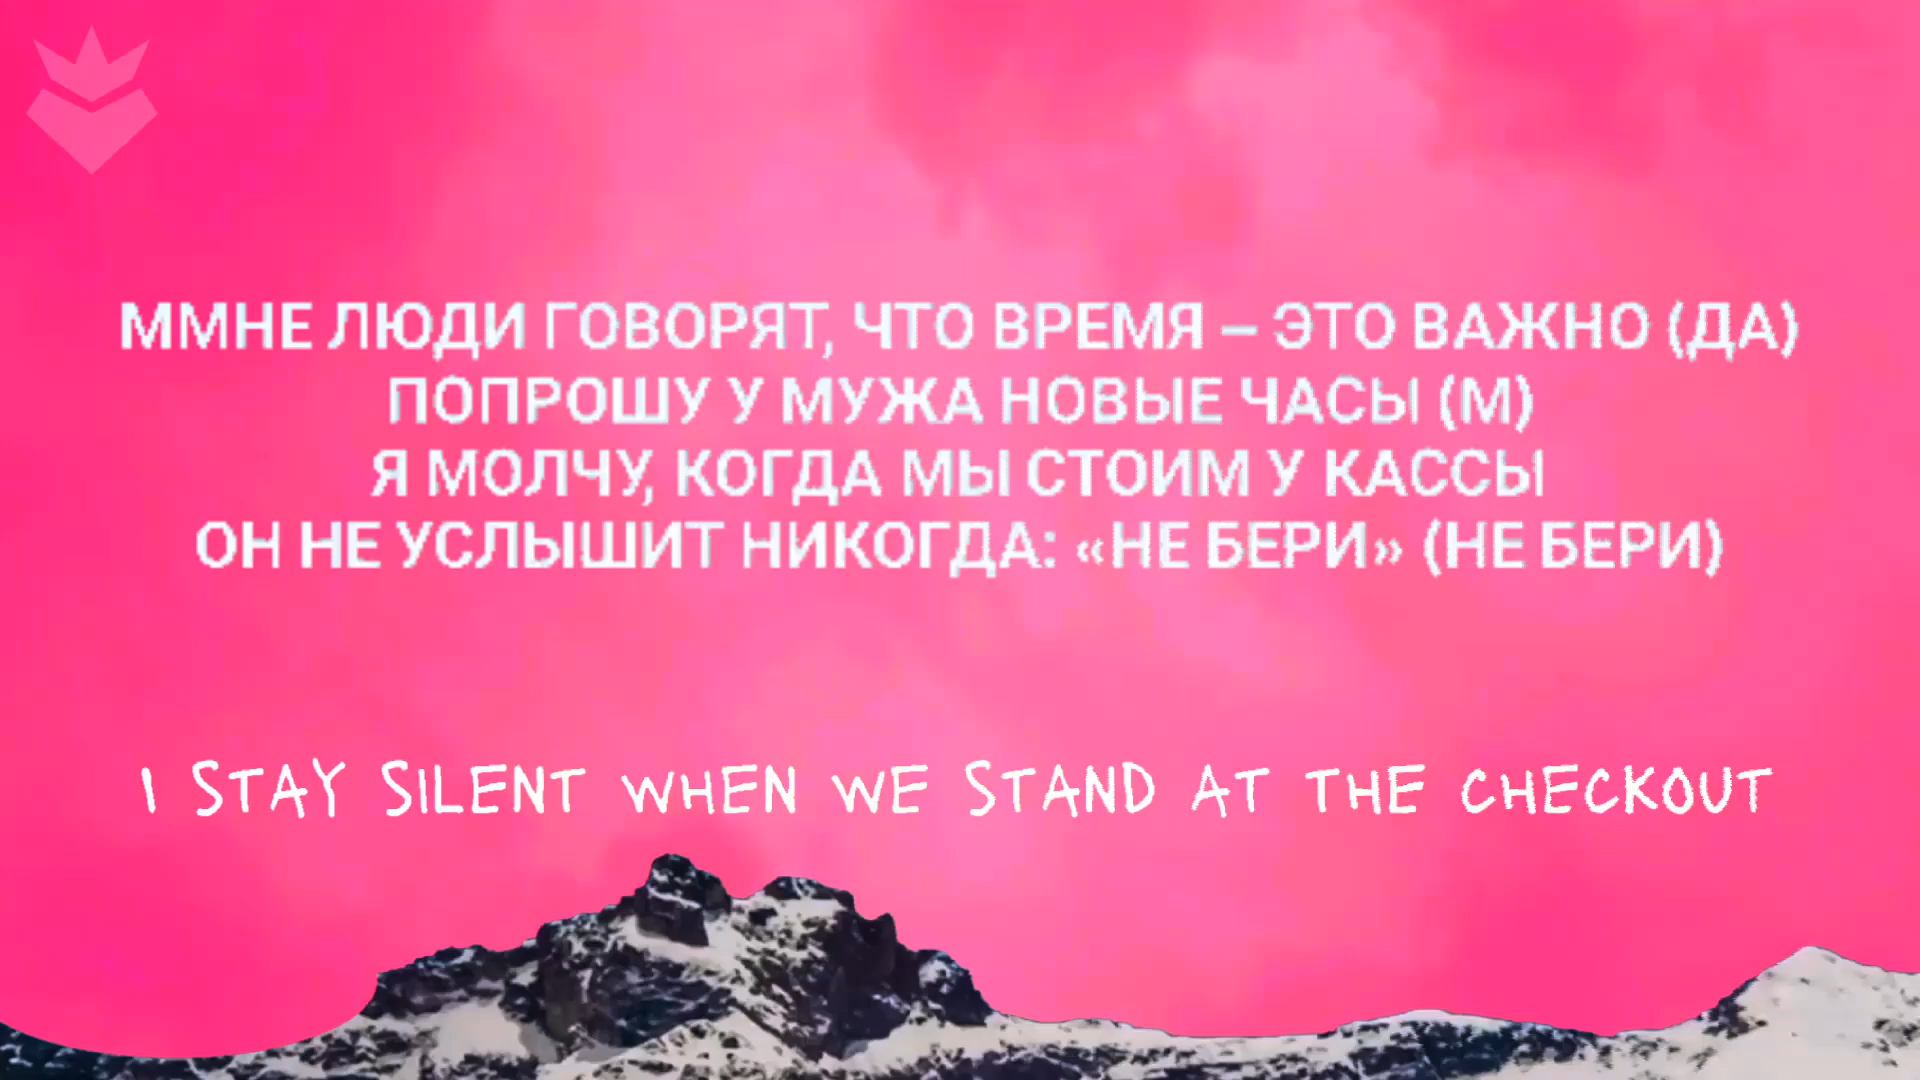 ММНЕ ЛЮДИ ГОВОРЯТ, ЧТО ВРЕМЯ – ЭТО ВАЖНО (ДА)
ПОПРОШУ У МУЖА НОВЫЕ ЧАСЫ (М)
Я МОЛЧУ, КОГДА МЫ СТОИМ У КАССЫ
ОН НЕ УСЛЫШИТ НИКОГДА: «НЕ БЕРИ» (НЕ БЕРИ)
I STAY SILENT WHEN WE STAND AT THE CHECKOUT